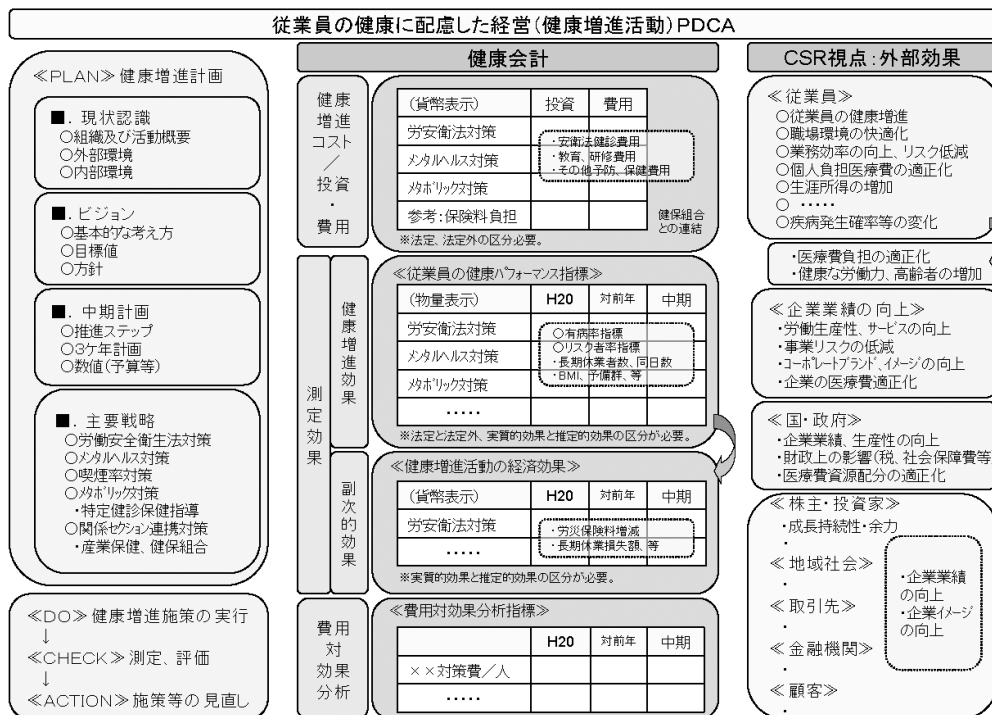 従業員の健康に配慮した経営(健康増進活動)PDCA
≪PLAN≫健康増進計画
■. 現状認識
○組織及び活動概要
○外部環境
○内部環境
■. ビジョン
○基本的な考え方
○目標値
○方針
■. 中期計画
○推進ステップ
○3ケ年計画
○数値(予算等)
■. 主要戦略
○労働安全衛生法対策
○メンタルヘルス対策
○喫煙率対策
○メタボリック対策
・特定健診保健指導
○関係セクション連携対策
・産業保健、健保組合
≪DO≫健康増進施策の実行
↓
≪CHECK≫測定、評価
↓
≪ACTION≫施策等の見直し
健康会計
健康増進コスト/投資・費用
(貨幣表示) 投資 費用
労安衛法対策
メンタルヘルス対策
メタボリック対策
参考:保険料負担
・安衛法健診費用
・教育、研修費用
・その他予防、保健費用
健保組合
との連結
※法定、法定外の区分必要。
測定効果
健康増進効果
≪従業員の健康パフォーマンス指標≫
(物量表示) H20 対前年 中期
労安衛法対策
メンタルヘルス対策
メタボリック対策
・・・・・
○有病率指標
○リスク者率指標
・長期休業者数、同日数
・BMI、予備群、等
※法定と法定外、実質的効果と推定的効果の区分が必要。
副次的効果
≪健康増進活動の経済効果≫
(貨幣表示) H20 対前年 中期
労安衛法対策
・・・・・
・労災保険料増減
・長期休業損失額、等
※実質的効果と推定的効果の区分が必要。
費用対効果分析
≪費用対効果分析指標≫
H20 対前年 中期
××対策費/人
・・・・・
CSR視点:外部効果
≪従業員≫
○従業員の健康増進
○職場環境の快適化
○業務効率の向上、リスク低減
○個人負担医療費の適正化
○生涯所得の増加
○ ・・・・・
○疾病発生確率等の変化
・医療費負担の適正化
・健康な労働力、高齢者の増加
≪企業業績の向上≫
・労働生産性、サービスの向上
・事業リスクの低減
・コーポレートブランド、イメージの向上
・企業の医療費適正化
≪国・政府≫
・企業業績、生産性の向上
・財政上の影響(税、社会保障費等)
・医療費資源配分の適正化
≪株主・投資家≫
・成長持続性・余力
・
≪地域社会≫
・
≪取引先≫
・
≪金融機関≫
・
≪顧客≫
・
・企業業績
の向上
・企業イメージ
の向上